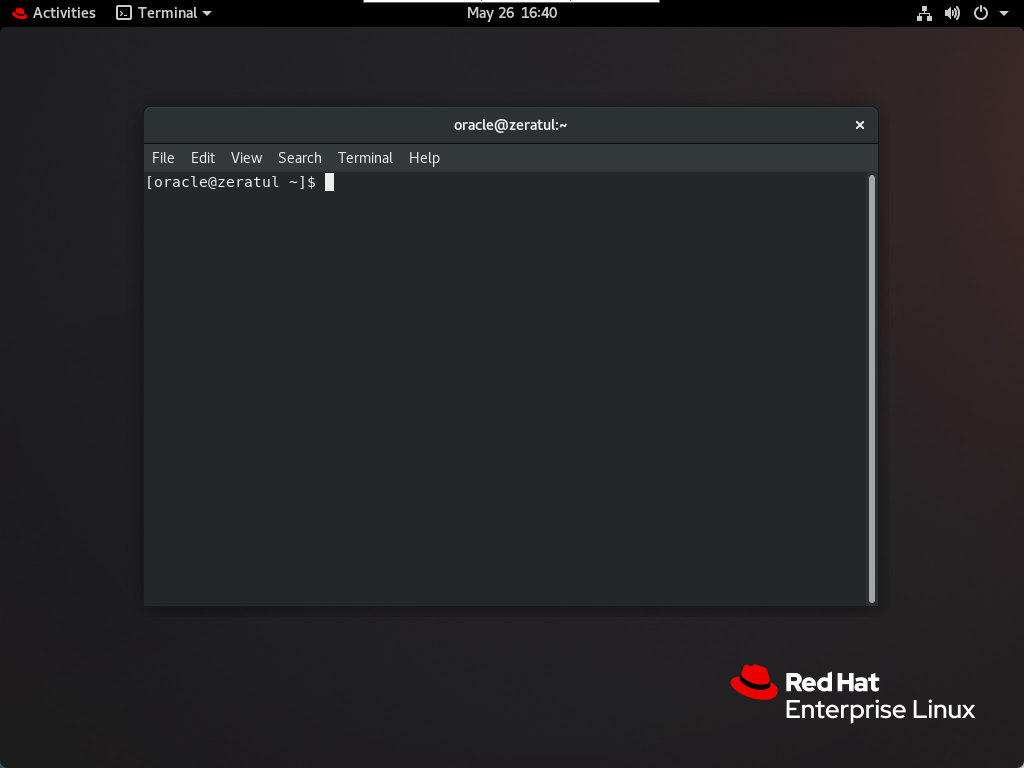 Activities Terminal May 26 16:40
oracle@zeratul:~
File Edit View Search Terminal Help
[oracle@zeratul ~]$
Red Hat
Enterprise Linux